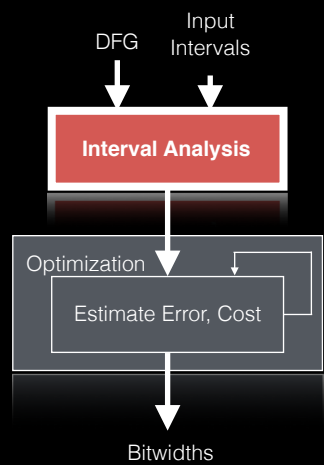 DFG
Input
Intervals
Interval Analysis
Optimization
Estimate Error, Cost
Bitwidths